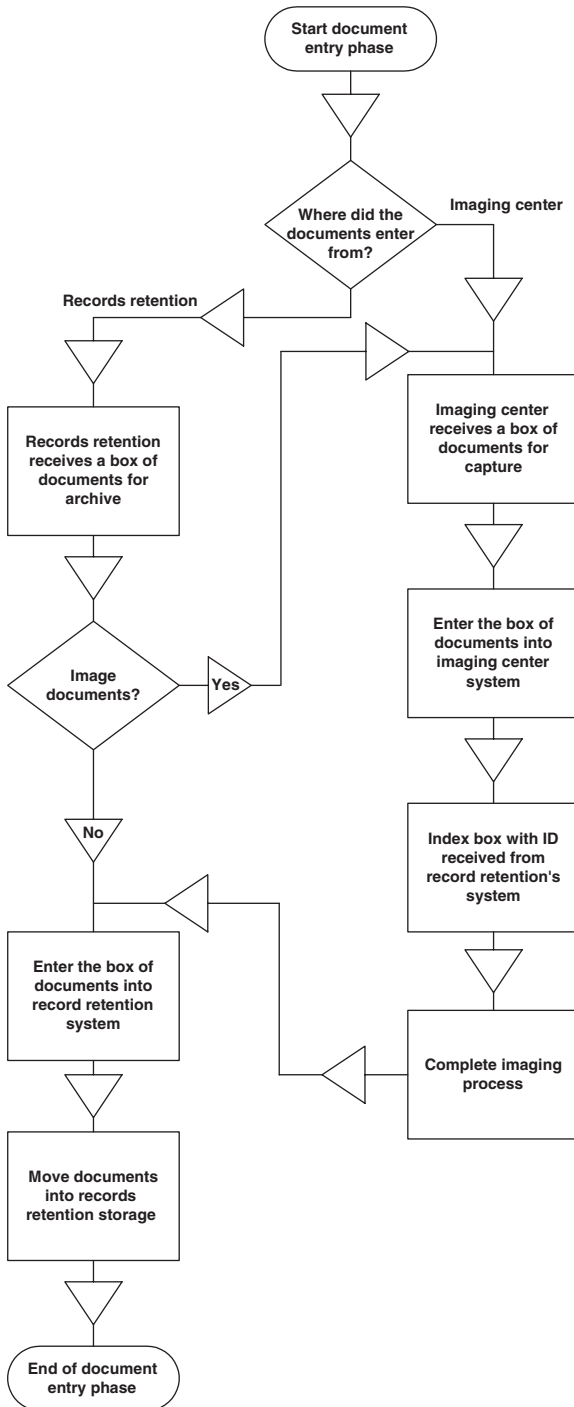 Start document
entry phase
Where did the
documents enter
from?
Imaging center
Records retention
Records retention
receives a box of
documents for
archive
Imaging center
receives a box of
documents for
capture
Image
documents?
Yes
Enter the box of
documents into
imaging center
system
No
Index box with ID
received from
record retention's
system
Enter the box of
documents into
record retention
system
Complete imaging
process
Move documents
into records
retention storage
End of document
entry phase